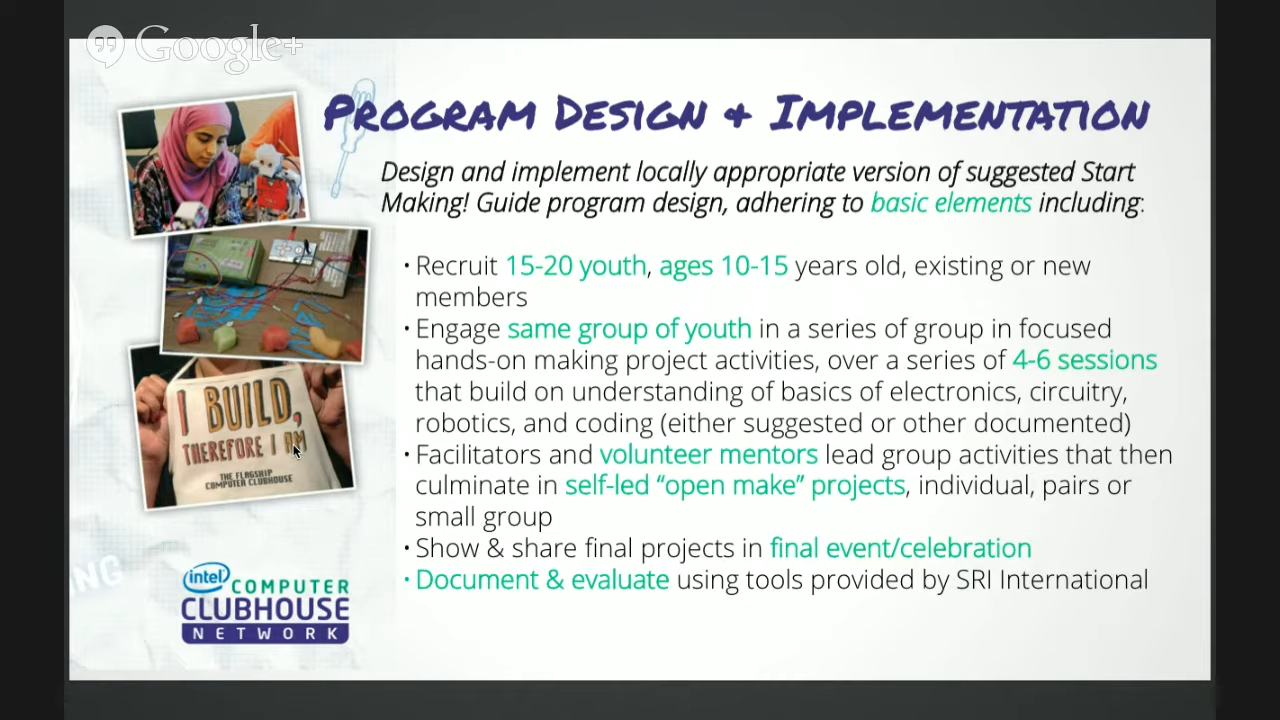 Google+
Program Design & Implementation
Design and implement locally appropriate version of suggested Start
Making! Guide program design, adhering to basic elements including:
• Recruit 15-20 youth, ages 10-15 years old, existing or new
members
• Engage same group of youth in a series of group in focused
hands-on making project activities, over a series of 4-6 sessions
that build on understanding of basics of electronics, circuitry,
robotics, and coding (either suggested or other documented)
• Facilitators and volunteer mentors lead group activities that then
culminate in self-led “open make” projects, individual, pairs or
small group
• Show & share final projects in final event/celebration
• Document & evaluate using tools provided by SRI International
I BUILD,
THEREFORE I AM
THE FLAGSHIP
COMPUTER CLUBHOUSE
ING
intel COMPUTER
CLUBHOUSE
NETWORK